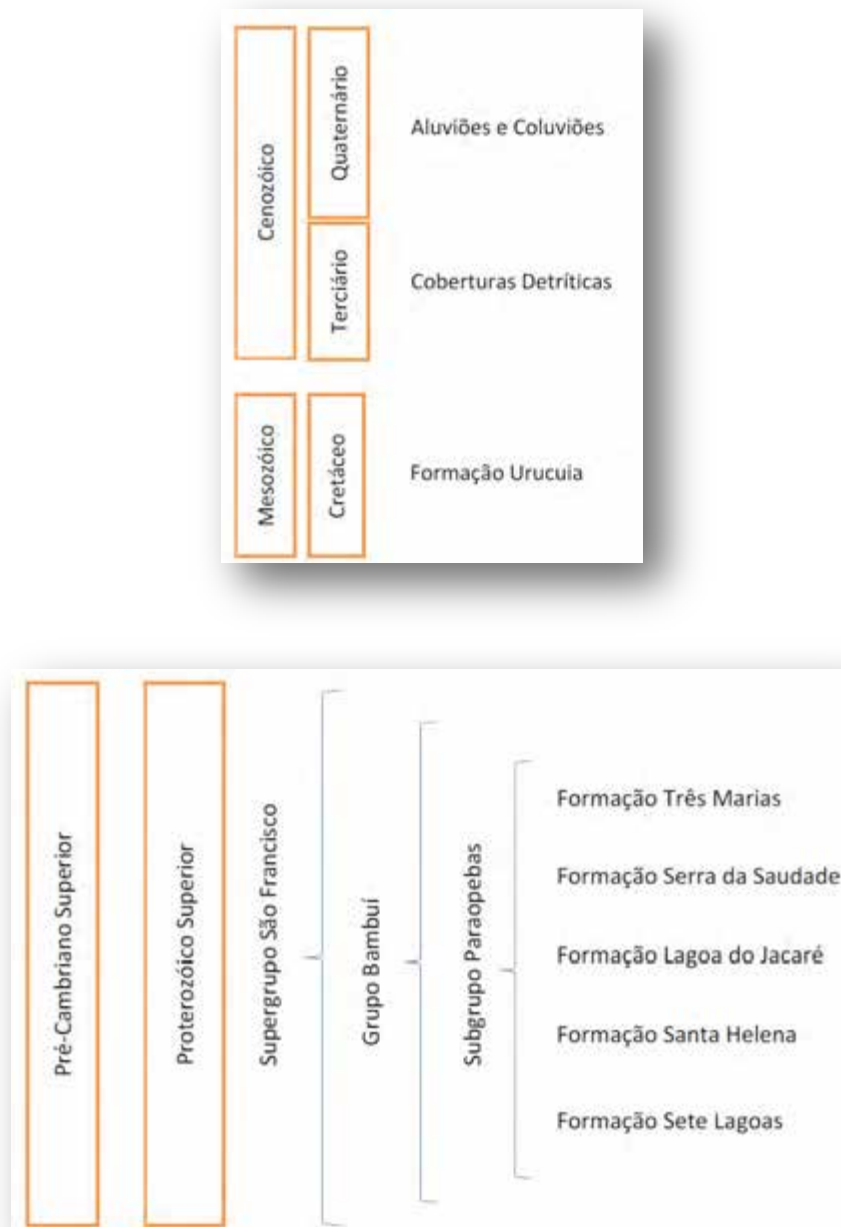 Cenozóico
Quaternário
Aluviões e Coluviões
Terciário
Coberturas Detríticas
Mesozóico
Cretáceo
Formação Urucuia
Pré-Cambriano Superior
Proterozóico Superior
Supergrupo São Francisco
Grupo Bambuí
Subgrupo Paraopebas
Formação Três Marias
Formação Serra da Saudade
Formação Lagoa do Jacaré
Formação Santa Helena
Formação Sete Lagoas